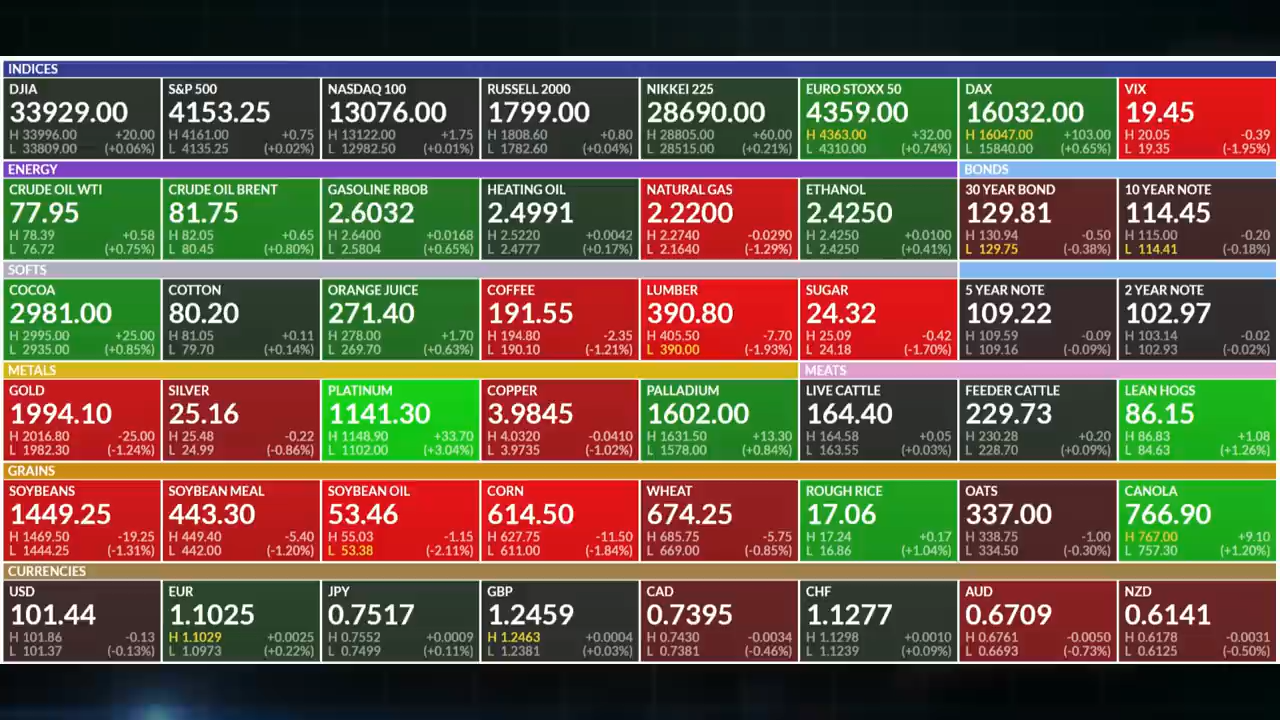 INDICES
DJIA S&P 500 NASDAQ 100 RUSSELL 2000 NIKKEI 225 EURO STOXX 50 DAX VIX
33929.00 4153.25 13076.00 1799.00 28690.00 4359.00 16032.00 19.45
H 33996.00 +20.00 H 4161.00 +0.75 H 13122.00 +1.75 H 1808.60 +0.80 H 28805.00 +60.00 H 4363.00 +32.00 H 16047.00 +103.00 H 20.05 -0.39
L 33809.00 (+0.06%) L 4135.25 (+0.02%) L 12982.50 (+0.01%) L 1782.60 (+0.04%) L 28515.00 (+0.21%) L 4310.00 (+0.74%) L 15840.00 (+0.65%) L 19.35 (-1.95%)
ENERGY BONDS
CRUDE OIL WTI CRUDE OIL BRENT GASOLINE RBOB HEATING OIL NATURAL GAS ETHANOL 30 YEAR BOND 10 YEAR NOTE
77.95 81.75 2.6032 2.4991 2.2200 2.4250 129.81 114.45
H 78.39 +0.58 H 82.05 +0.65 H 2.6400 +0.0168 H 2.5220 +0.0042 H 2.2740 -0.0290 H 2.4250 +0.0100 H 130.94 -0.50 H 115.00 -0.20
L 76.72 (+0.75%) L 80.45 (+0.80%) L 2.5804 (+0.65%) L 2.4777 (+0.17%) L 2.1640 (-1.29%) L 2.4250 (+0.41%) L 129.75 (-0.38%) L 114.41 (-0.18%)
SOFTS
COCOA COTTON ORANGE JUICE COFFEE LUMBER SUGAR 5 YEAR NOTE 2 YEAR NOTE
2981.00 80.20 271.40 191.55 390.80 24.32 109.22 102.97
H 2995.00 +25.00 H 81.05 +0.11 H 278.00 +1.70 H 194.80 -2.35 H 405.50 -7.70 H 25.09 -0.42 H 109.59 -0.09 H 103.14 -0.02
L 2935.00 (+0.85%) L 79.70 (+0.14%) L 269.70 (+0.63%) L 190.10 (-1.21%) L 390.00 (-1.93%) L 24.18 (-1.70%) L 109.16 (-0.09%) L 102.93 (-0.02%)
METALS MEATS
GOLD SILVER PLATINUM COPPER PALLADIUM LIVE CATTLE FEEDER CATTLE LEAN HOGS
1994.10 25.16 1141.30 3.9845 1602.00 164.40 229.73 86.15
H 2016.80 -25.00 H 25.48 -0.22 H 1148.90 +33.70 H 4.0320 -0.0410 H 1631.50 +13.30 H 164.58 +0.05 H 230.28 +0.20 H 86.83 +1.08
L 1982.30 (-1.24%) L 24.99 (-0.86%) L 1102.00 (+3.04%) L 3.9735 (-1.02%) L 1578.00 (+0.84%) L 163.55 (+0.03%) L 228.70 (+0.09%) L 84.63 (+1.26%)
GRAINS
SOYBEANS SOYBEAN MEAL SOYBEAN OIL CORN WHEAT ROUGH RICE OATS CANOLA
1449.25 443.30 53.46 614.50 674.25 17.06 337.00 766.90
H 1469.50 -19.25 H 449.40 -5.40 H 55.03 -1.15 H 627.75 -11.50 H 685.75 -5.75 H 17.24 +0.17 H 338.75 -1.00 H 767.00 +9.10
L 1444.25 (-1.31%) L 442.00 (-1.20%) L 53.38 (-2.11%) L 611.00 (-1.84%) L 669.00 (-0.85%) L 16.86 (+1.04%) L 334.50 (-0.30%) L 757.30 (+1.20%)
CURRENCIES
USD EUR JPY GBP CAD CHF AUD NZD
101.44 1.1025 0.7517 1.2459 0.7395 1.1277 0.6709 0.6141
H 101.86 -0.13 H 1.1029 +0.0025 H 0.7552 +0.0009 H 1.2463 +0.0004 H 0.7430 -0.0034 H 1.1298 +0.0010 H 0.6761 -0.0050 H 0.6178 -0.0031
L 101.37 (-0.13%) L 1.0973 (+0.22%) L 0.7499 (+0.11%) L 1.2381 (+0.03%) L 0.7381 (-0.46%) L 1.1239 (+0.09%) L 0.6693 (-0.73%) L 0.6125 (-0.50%)